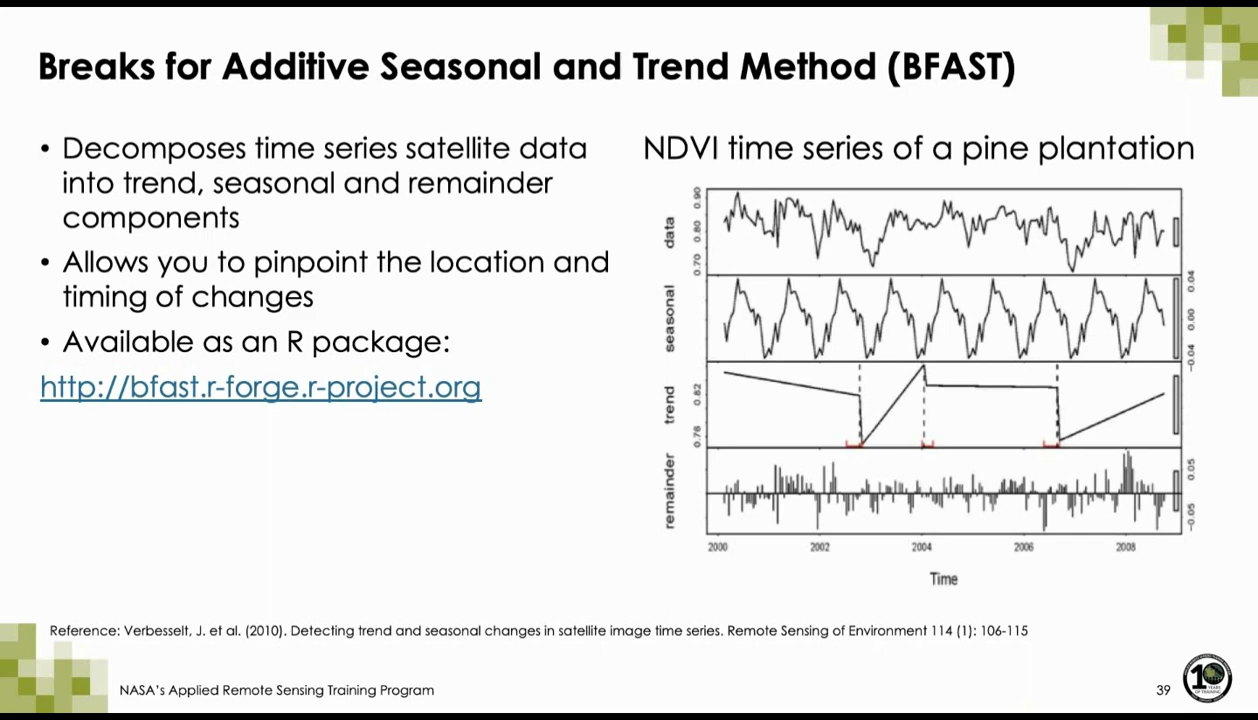 Breaks for Additive Seasonal and Trend Method (BFAST)
• Decomposes time series satellite data
into trend, seasonal and remainder
components
• Allows you to pinpoint the location and
timing of changes
• Available as an R package:
http://bfast.r-forge.r-project.org
NDVI time series of a pine plantation
data
0.90
0.80
0.70
seasonal
0.04
0.00
-0.04
trend
0.82
0.76
remainder
0.05
-0.05
2000 2002 2004 2006 2008
Time
Reference: Verbesselt, J. et al. (2010). Detecting trend and seasonal changes in satellite image time series. Remote Sensing of Environment 114 (1): 106-115
NASA's Applied Remote Sensing Training Program
39
10
YEARS
OF TRAINING